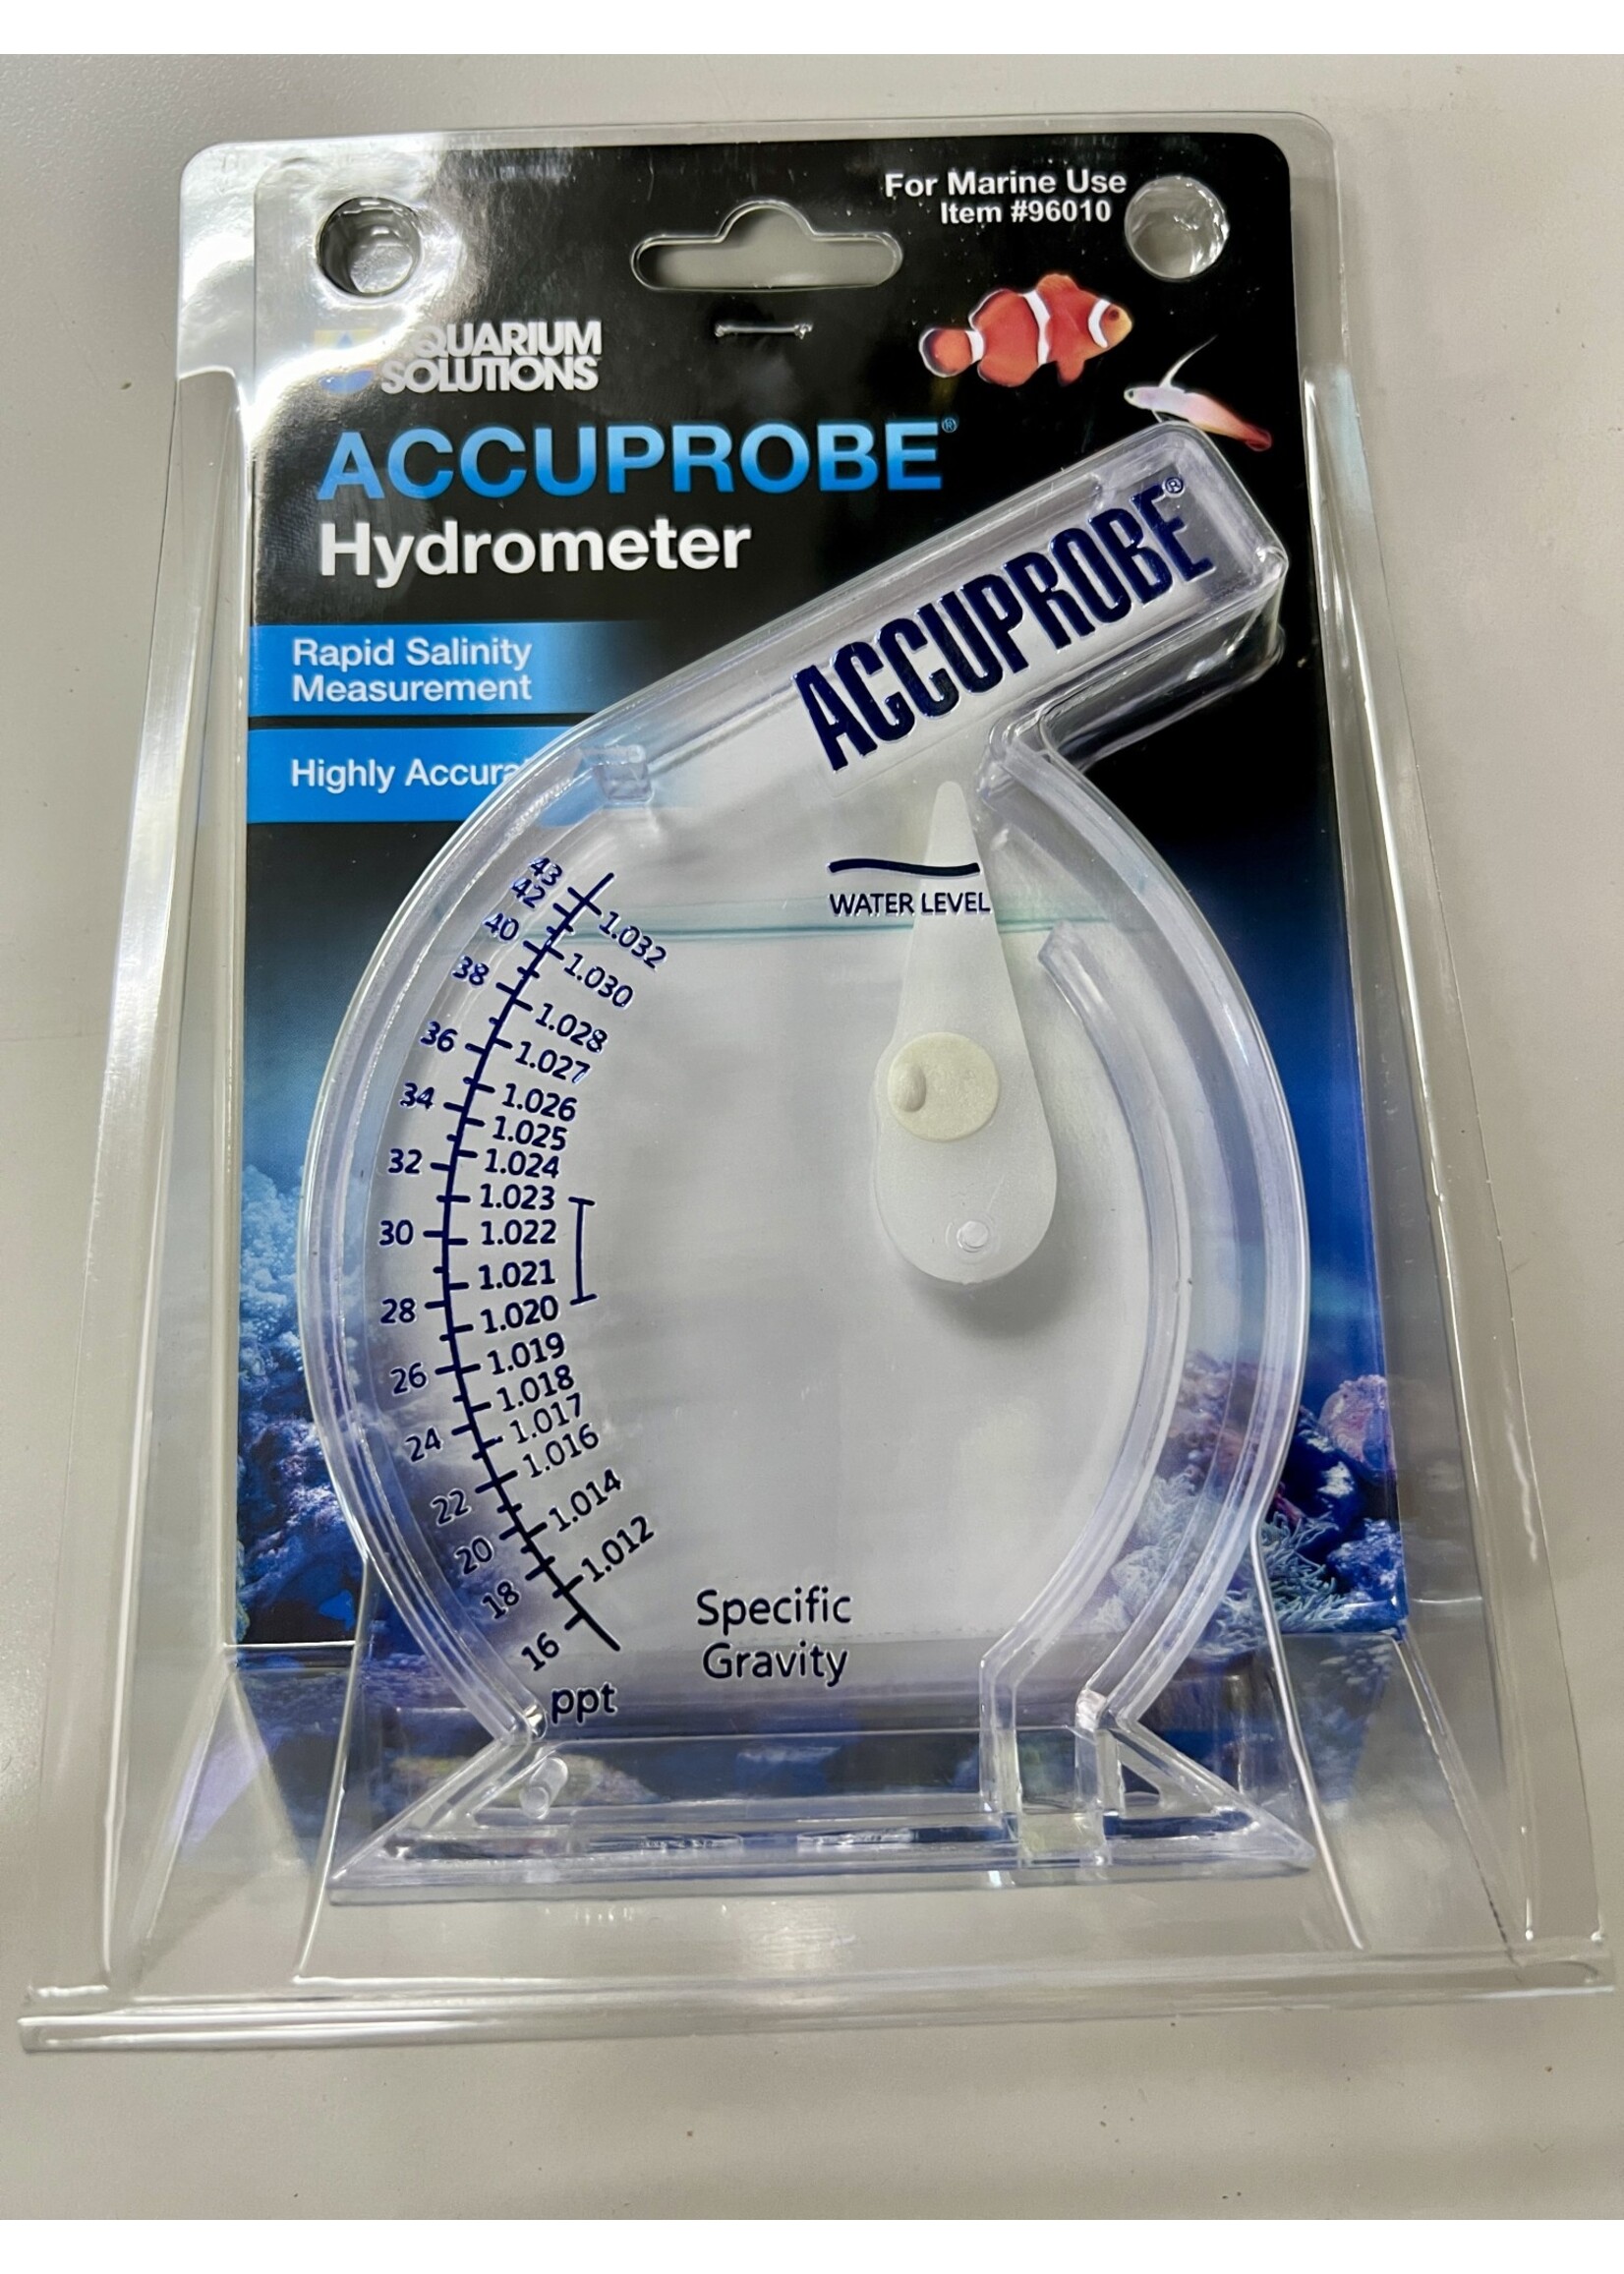 For Marine Use
Item #96010
AQUARIUM
SOLUTIONS
ACCUPROBE®
Hydrometer
Rapid Salinity
Measurement
Highly Accura
ACCUPROBE®
WATER LEVEL
43
42
40
38
36
34
32
30
28
26
24
22
20
18
16
ppt
1.032
1.030
1.028
1.027
1.026
1.025
1.024
1.023
1.022
1.021
1.020
1.019
1.018
1.017
1.016
1.014
1.012
Specific
Gravity